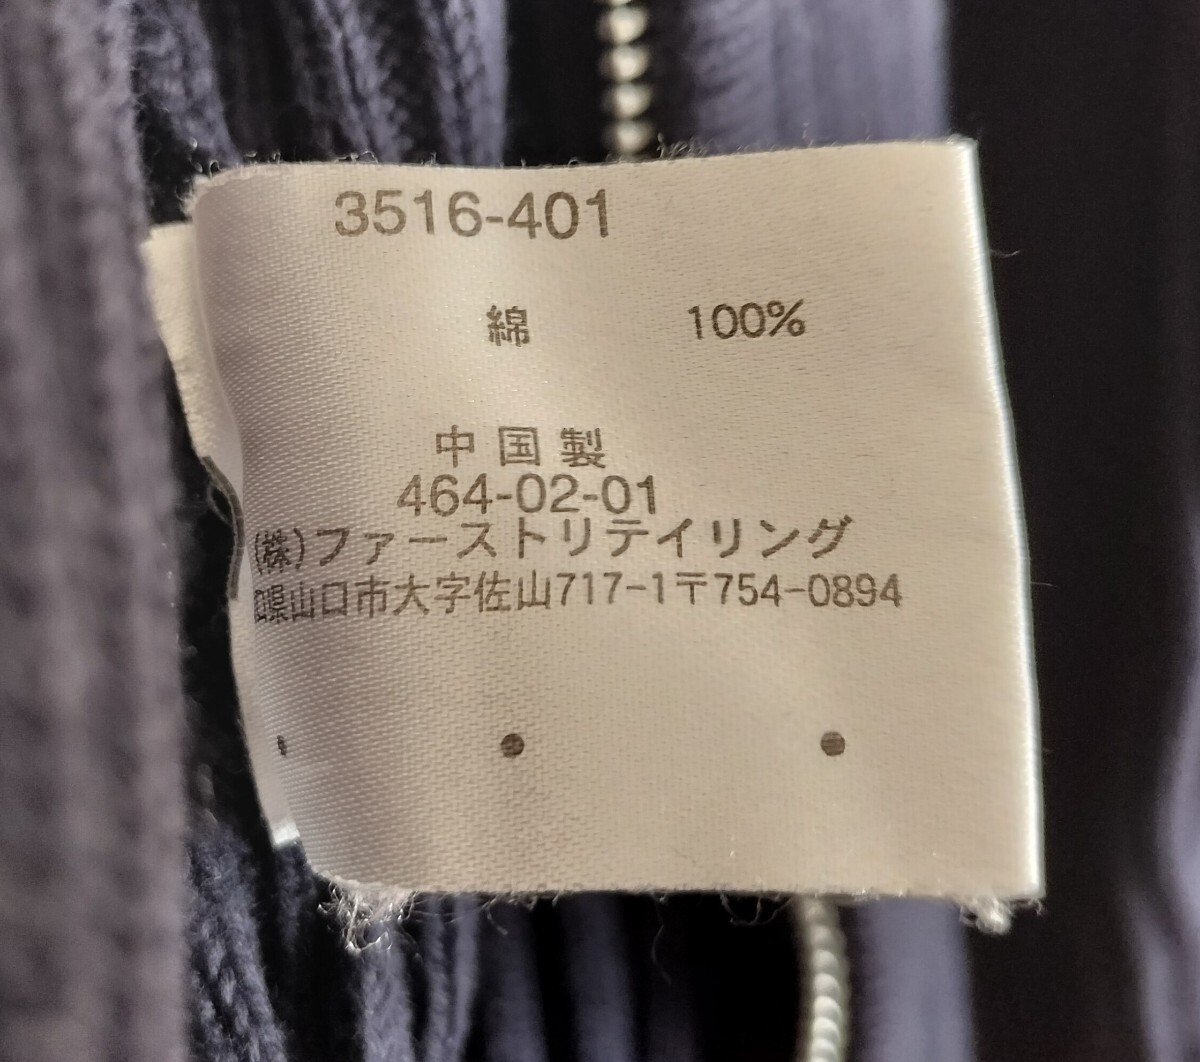 3516-401
綿 100%
中国製
464-02-01
(株)ファーストリテイリング
口県山口市大字佐山717-1〒754-0894